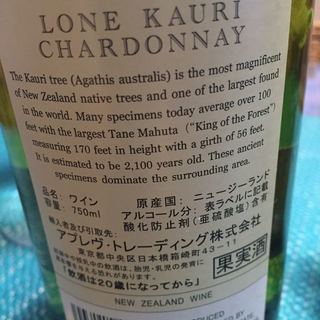 LONE KAURI
CHARDONNAY
The Kauri tree (Agathis australis) is the most magnificent
of New Zealand native trees and one of the largest found
in the world. Many specimens today average over 100
feet with the largest Tane Mahuta ("King of the Forest")
measuring 170 feet in height with a girth of 56 feet.
It is estimated to be 2,100 years old. These ancient
specimens dominate the surrounding area.
品名: ワイン
容量: 750ml
原産国: ニュージーランド
アルコール分: 表ラベルに記載
酸化防止剤(亜硫酸塩)含有
輸入者及び引取先:
アブレヴ・トレーディング株式会社
東京都中央区日本橋箱崎町43-11
「飲酒は20歳になってから」
果実酒
NEW ZEALAND WINE